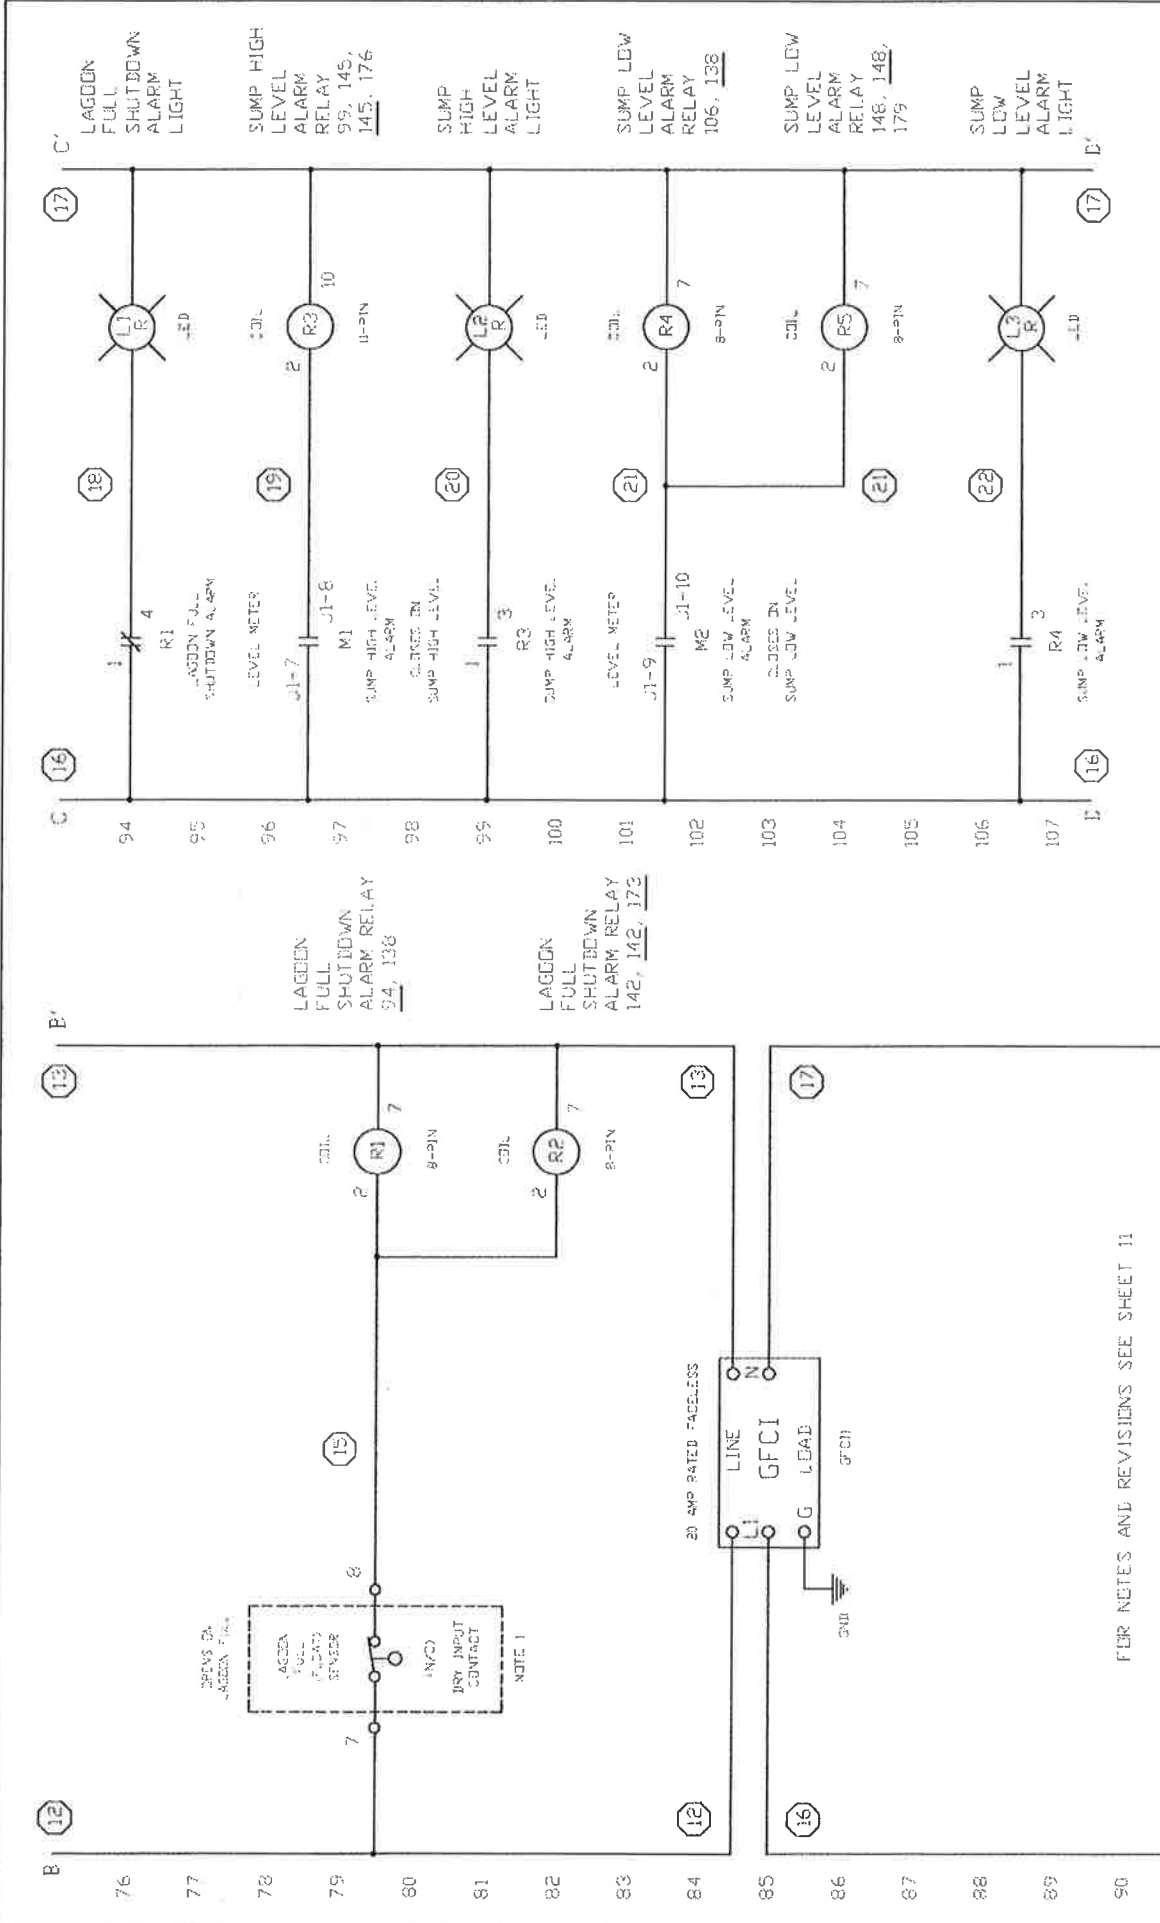 B
12
B'
13
76
77
78
79
80
81
82
83
84
85
86
87
88
89
90
OPENS ON
LAGOON FULL
LAGOON
FULL
(FLOAT)
SENSOR
(N/C)
DRY INPUT
CONTACT
NOTE 1
7
8
15
COIL
2
R1
7
8-PIN
COIL
2
R2
7
8-PIN
LAGOON
FULL
SHUTDOWN
ALARM RELAY
94, 138
LAGOON
FULL
SHUTDOWN
ALARM RELAY
142, 142, 173
12
13
20 AMP RATED FACELESS
LINE
L1
N
GFCI
G
LOAD
GFCI1
GND
16
17
FOR NOTES AND REVISIONS SEE SHEET 11
C
16
C'
17
94
95
96
97
98
99
100
101
102
103
104
105
106
107
1
4
R1
LAGOON FULL
SHUTDOWN ALARM
18
L1
R
LED
LAGOON
FULL
SHUTDOWN
ALARM
LIGHT
LEVEL METER
J1-7
J1-8
M1
SUMP HIGH LEVEL
ALARM
CLOSES ON
SUMP HIGH LEVEL
19
COIL
2
R3
10
11-PIN
SUMP HIGH
LEVEL
ALARM
RELAY
99, 145,
145, 176
1
3
R3
SUMP HIGH LEVEL
ALARM
20
L2
R
LED
SUMP
HIGH
LEVEL
ALARM
LIGHT
LEVEL METER
J1-9
J1-10
M2
SUMP LOW LEVEL
ALARM
CLOSES ON
SUMP LOW LEVEL
21
COIL
2
R4
7
8-PIN
SUMP LOW
LEVEL
ALARM
RELAY
106, 138
21
COIL
2
R5
7
8-PIN
SUMP LOW
LEVEL
ALARM
RELAY
148, 148,
179
1
3
R4
SUMP LOW LEVEL
ALARM
22
L3
R
LED
SUMP
LOW
LEVEL
ALARM
LIGHT
D
16
D'
17